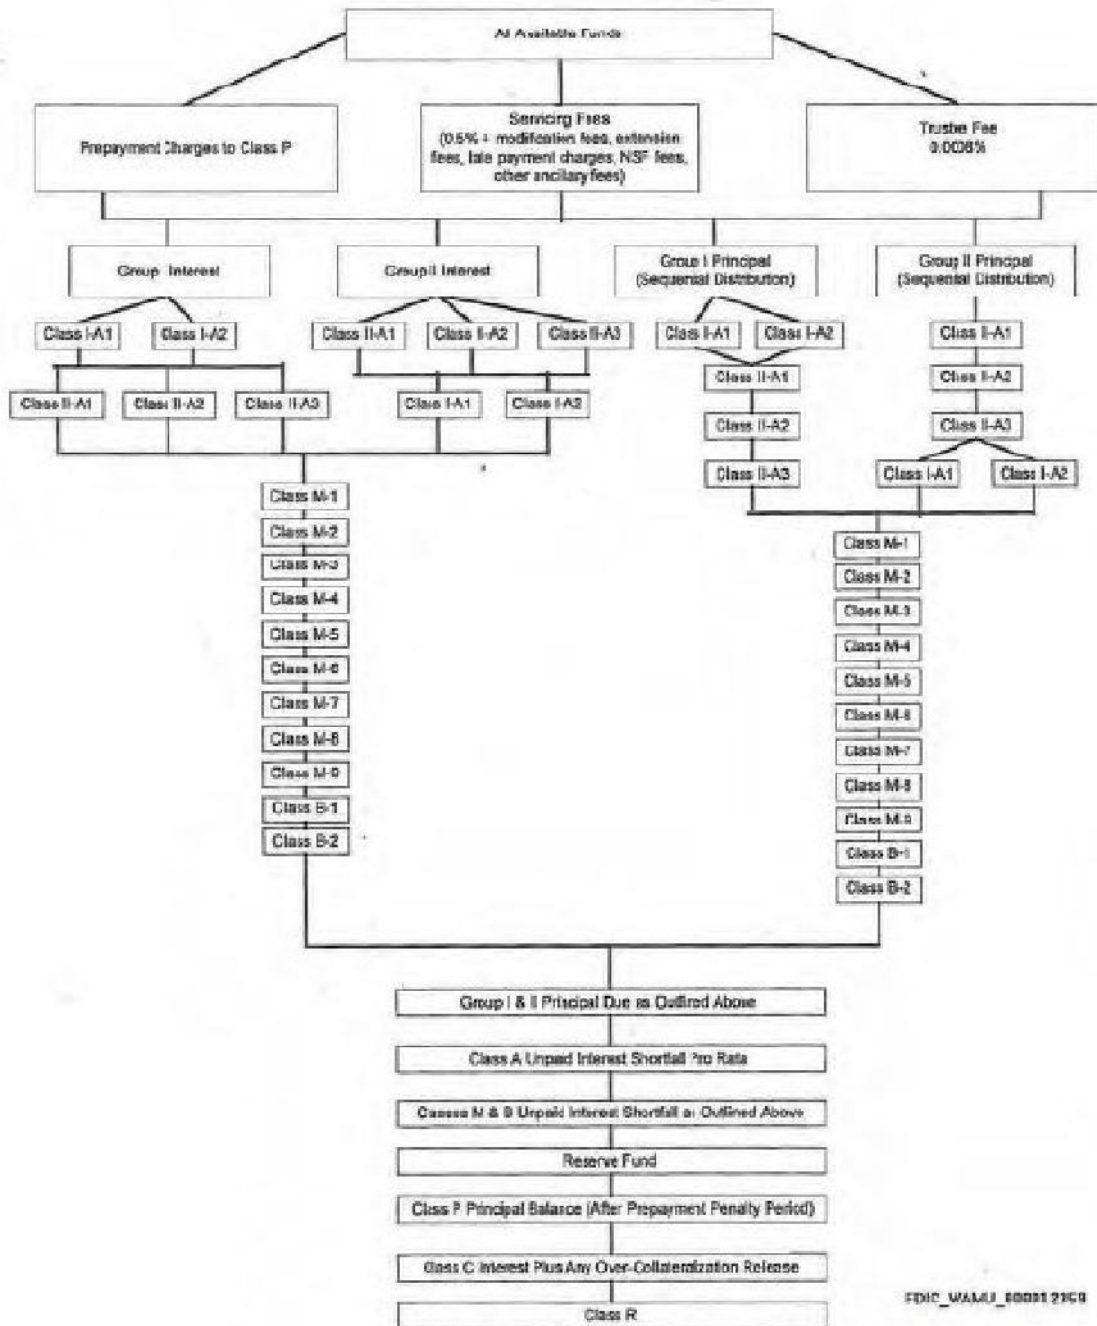 All Available Funds
Prepayment Charges to Class P
Servicing Fees
(0.5% + modification fees, extension
fees, late payment charges, NSF fees,
other ancillary fees)
Trustee Fee
Group I Interest
Group II Interest
Group I Principal
(Sequential Distribution)
Group II Principal
(Sequential Distribution)
Class I-A1
Class I-A2
Class II-A1
Class II-A2
Class II-A3
Class I-A1
Class I-A2
Class II-A1
Class II-A1
Class II-A2
Class II-A3
Class I-A1
Class I-A2
Class II-A1
Class II-A2
Class II-A2
Class II-A3
Class II-A3
Class I-A1
Class I-A2
Class M-1
Class M-2
Class M-3
Class M-4
Class M-5
Class M-6
Class M-7
Class M-8
Class M-9
Class B-1
Class B-2
Class M-1
Class M-2
Class M-3
Class M-4
Class M-5
Class M-6
Class M-7
Class M-8
Class M-9
Class B-1
Class B-2
Group I & II Principal Due as Outlined Above
Class A Unpaid Interest Shortfall Pro Rata
Classes M & B Unpaid Interest Shortfall as Outlined Above
Reserve Fund
Class P Principal Balance (After Prepayment Penalty Period)
Class C Interest Plus Any Over-Collateralization Release
Class R